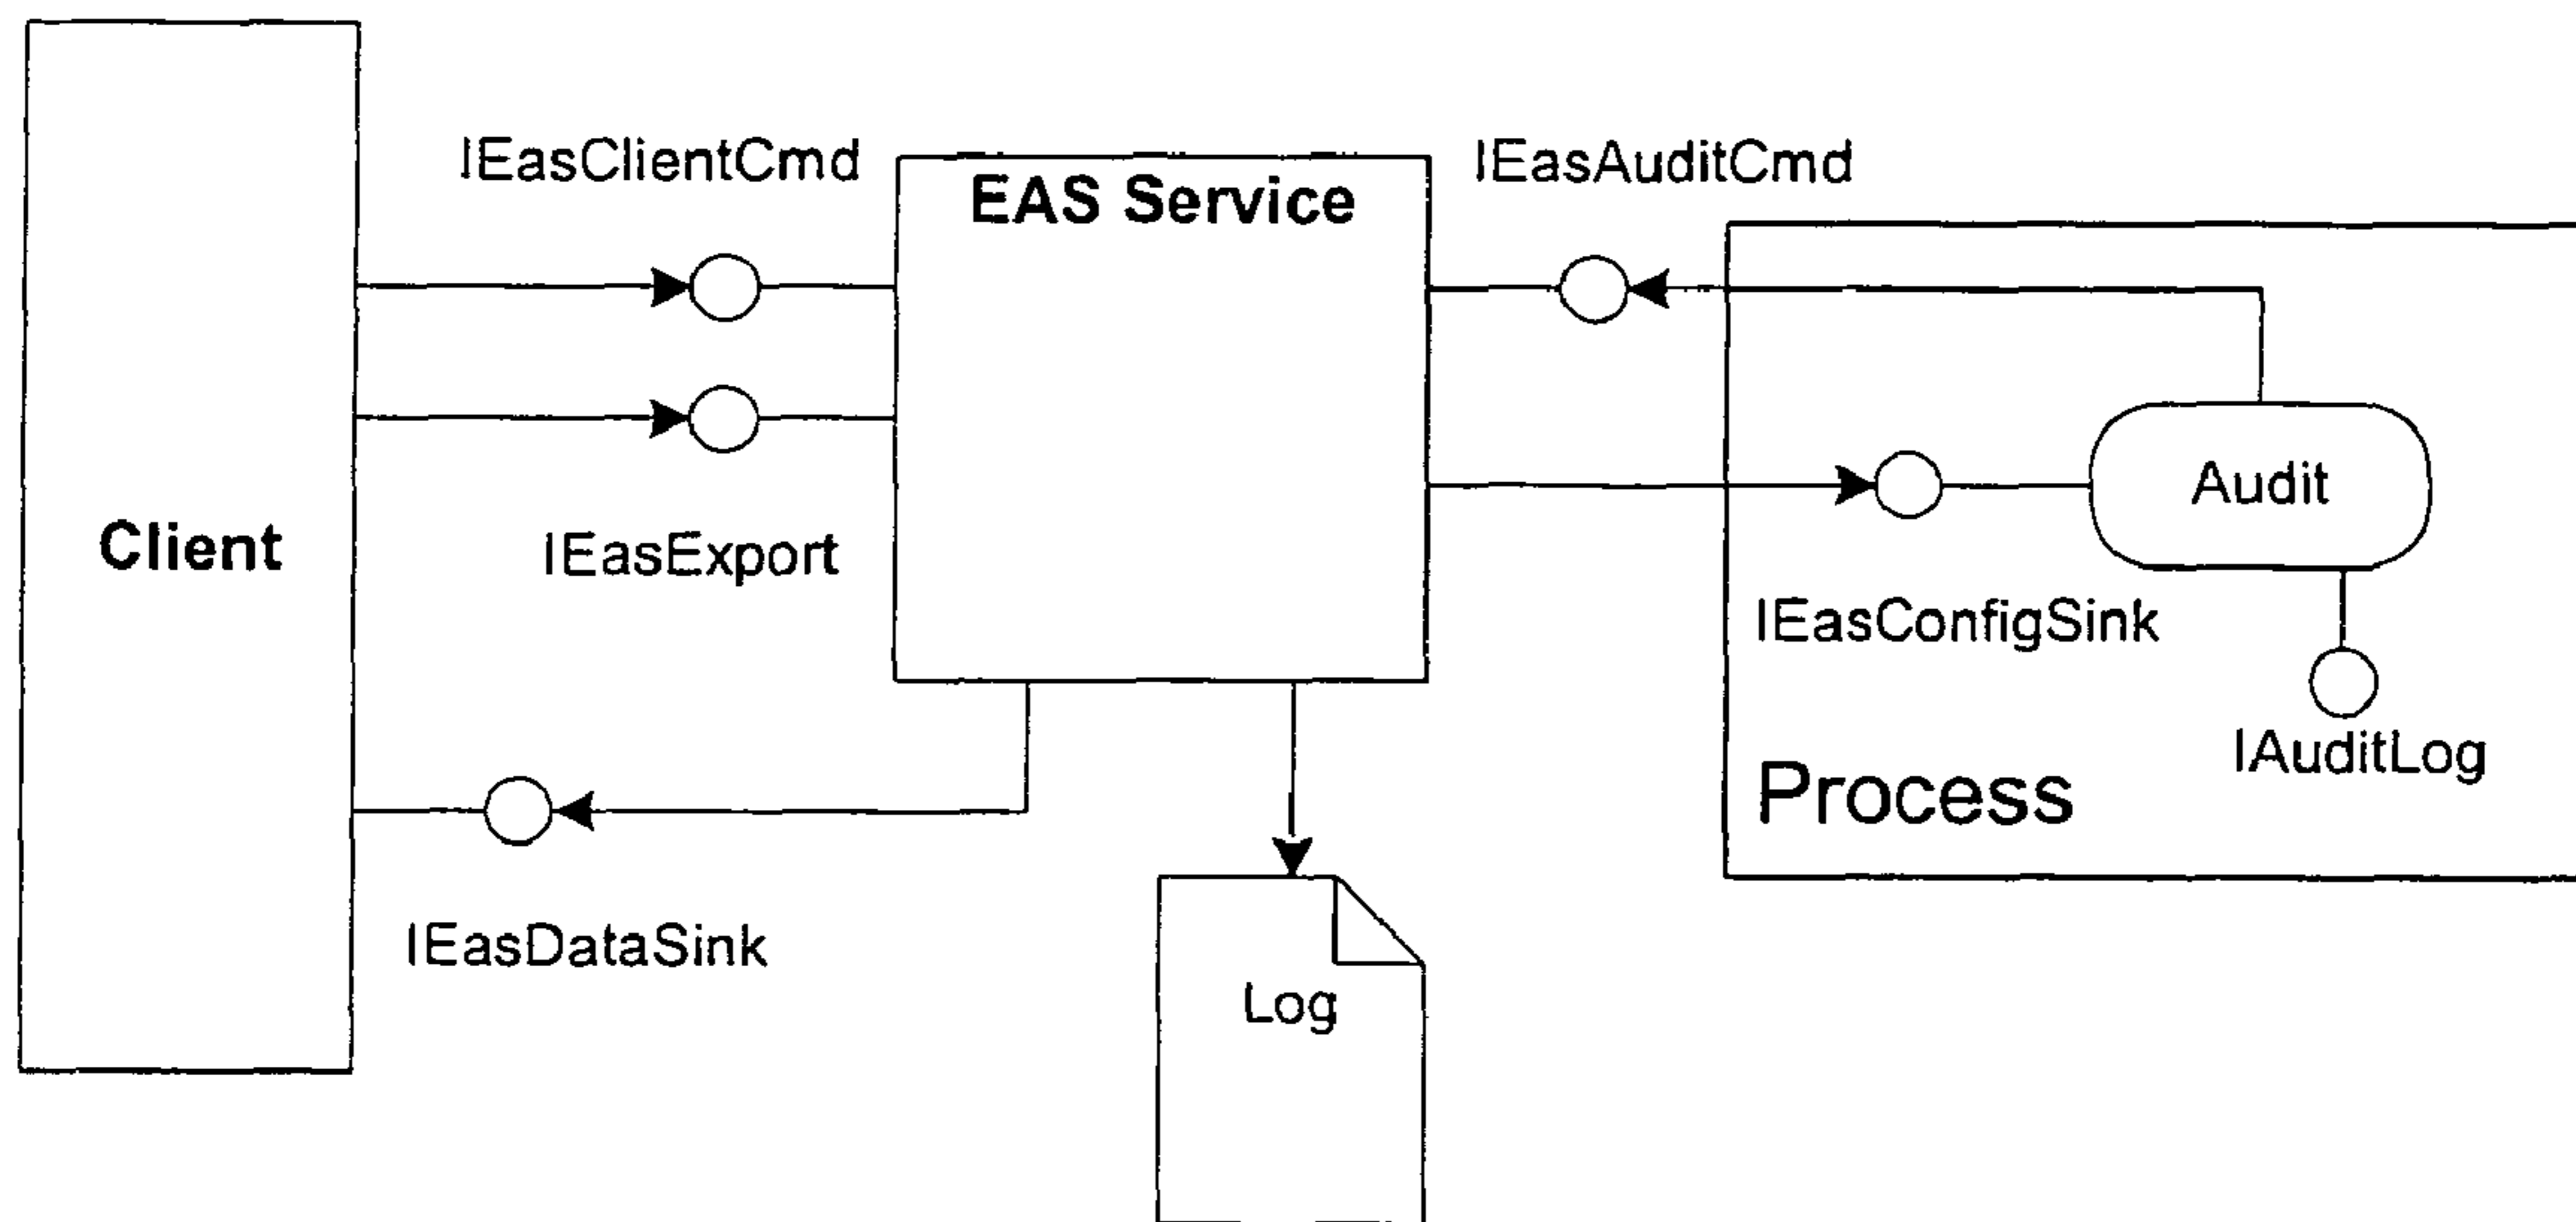 IEasClientCmd
EAS Service
IEasAuditCmd
Client
IEasExport
Audit
IEasConfigSink
IAuditLog
Process
IEasDataSink
Log